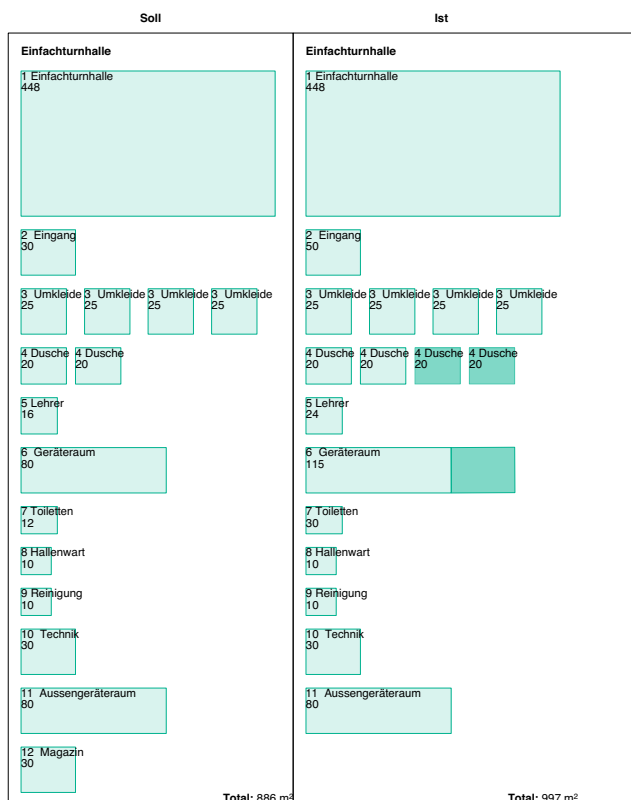 Soll
Einfachturnhalle
1 Einfachturnhalle
448
2 Eingang
30
3 Umkleide 3 Umkleide 3 Umkleide 3 Umkleide
25 25 25 25
4 Dusche 4 Dusche
20 20
5 Lehrer
16
6 Geräteraum
80
7 Toiletten
12
8 Hallenwart
10
9 Reinigung
10
10 Technik
30
11 Aussengeräteraum
80
12 Magazin
30
Total: 886 m²
Ist
Einfachturnhalle
1 Einfachturnhalle
448
2 Eingang
50
3 Umkleide 3 Umkleide 3 Umkleide 3 Umkleide
25 25 25 25
4 Dusche 4 Dusche 4 Dusche 4 Dusche
20 20 20 20
5 Lehrer
24
6 Geräteraum
115
7 Toiletten
30
8 Hallenwart
10
9 Reinigung
10
10 Technik
30
11 Aussengeräteraum
80
Total: 997 m²